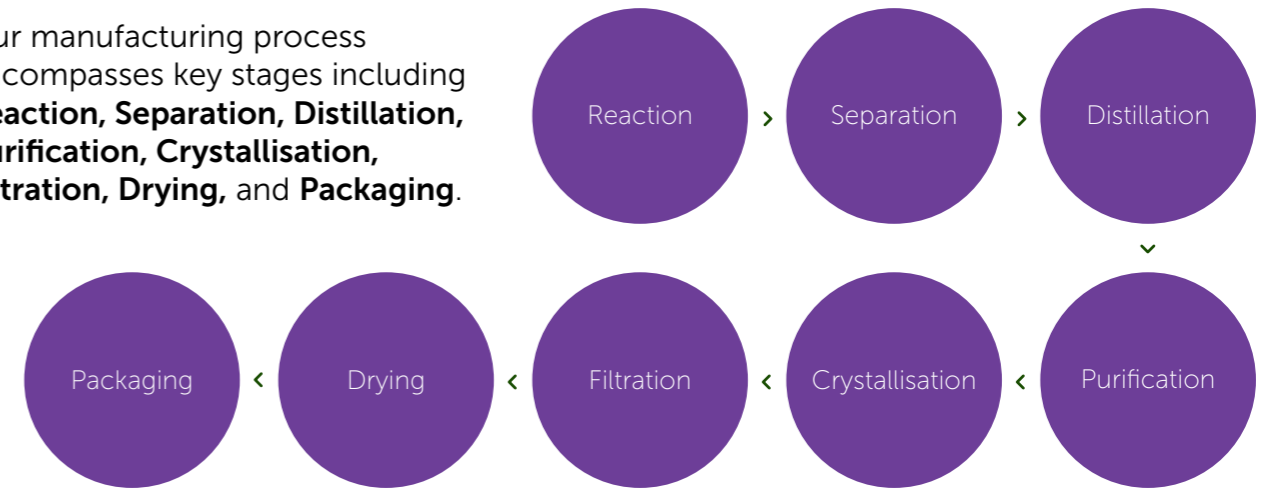 ur manufacturing process
compasses key stages including
eaction, Separation, Distillation,
urification, Crystallisation,
tration, Drying, and Packaging.
Reaction > Separation > Distillation
Purification
Crystallisation
Filtration
Drying
Packaging